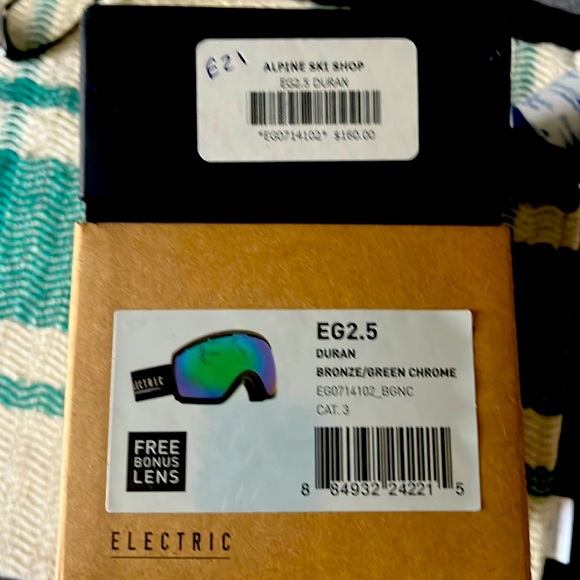 E21
ALPINE SKI SHOP
EG2.5 DURAN
*EG0714102* $160.00
EG2.5
DURAN
BRONZE/GREEN CHROME
EG0714102_BGNC
CAT. 3
ECTRIC
FREE
BONUS
LENS
8 84932 24221 5
ELECTRIC